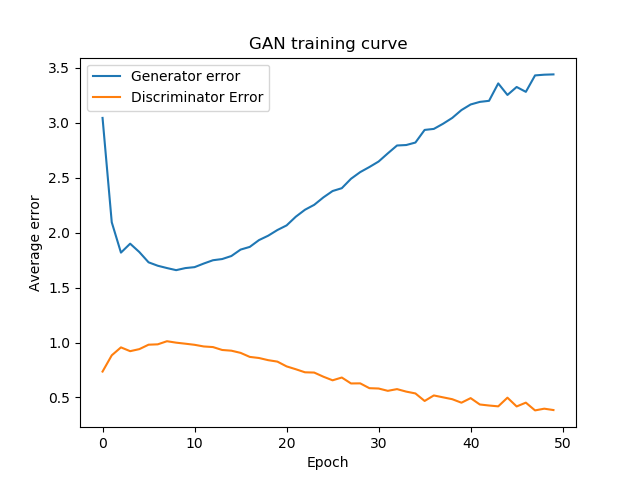 GAN training curve
Generator error
Discriminator Error
3.5
3.0
2.5
2.0
1.5
1.0
0.5
Average error
0 10 20 30 40 50
Epoch